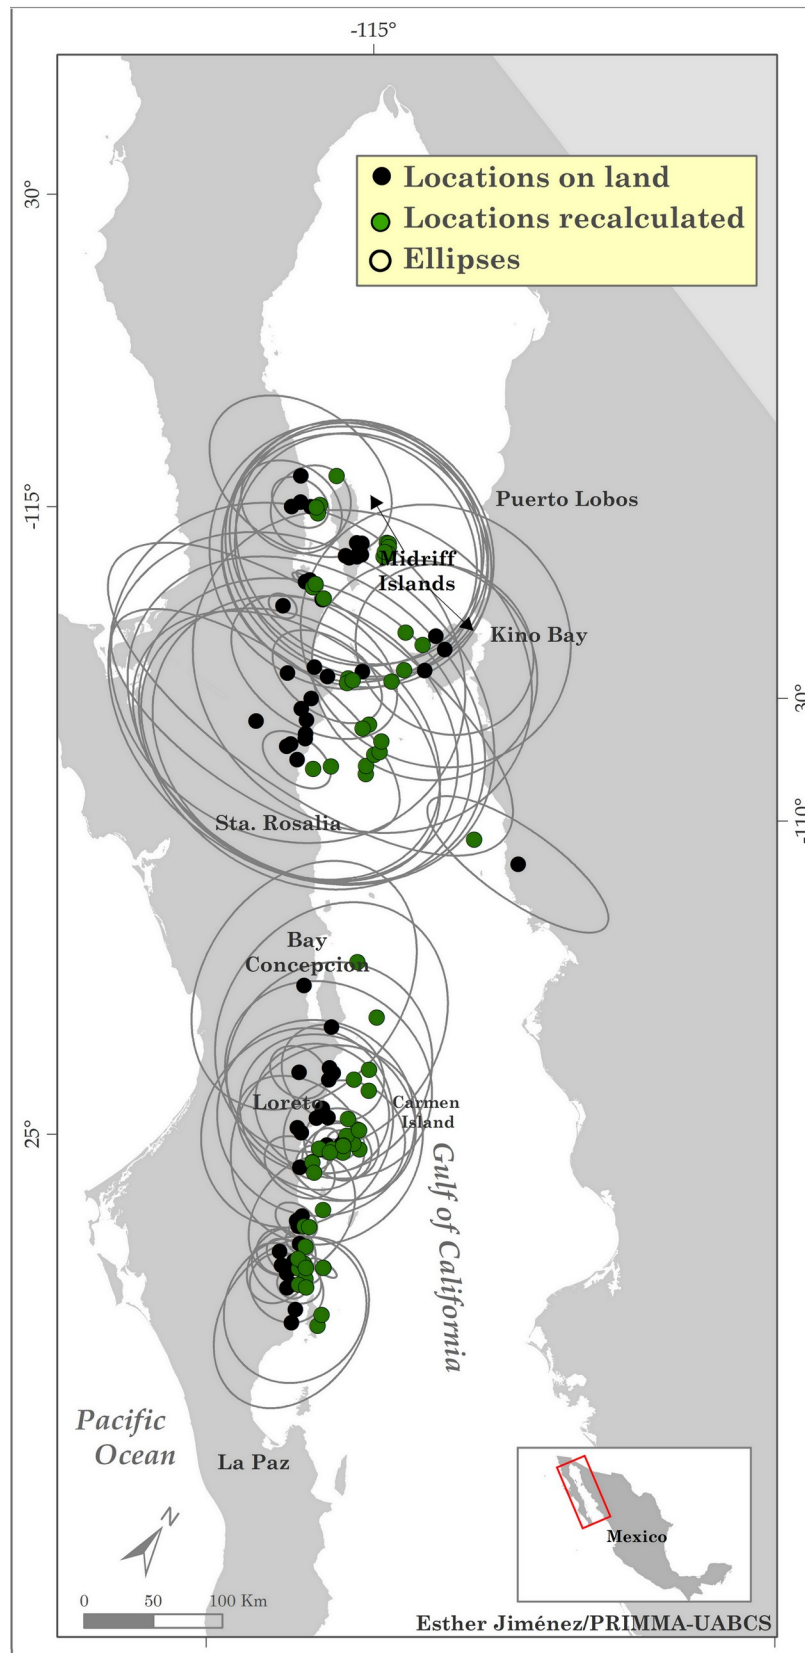 -115°
30°
Locations on land
Locations recalculated
Ellipses
-115°
Puerto Lobos
Midriff
Islands
Kino Bay
30°
-110°
Sta. Rosalia
Bay
Concepcion
Loreto
Carmen
Island
25°
Gulf of California
Pacific
Ocean
La Paz
N
Mexico
0 50 100 Km
Esther Jiménez/PRIMMA-UABCS